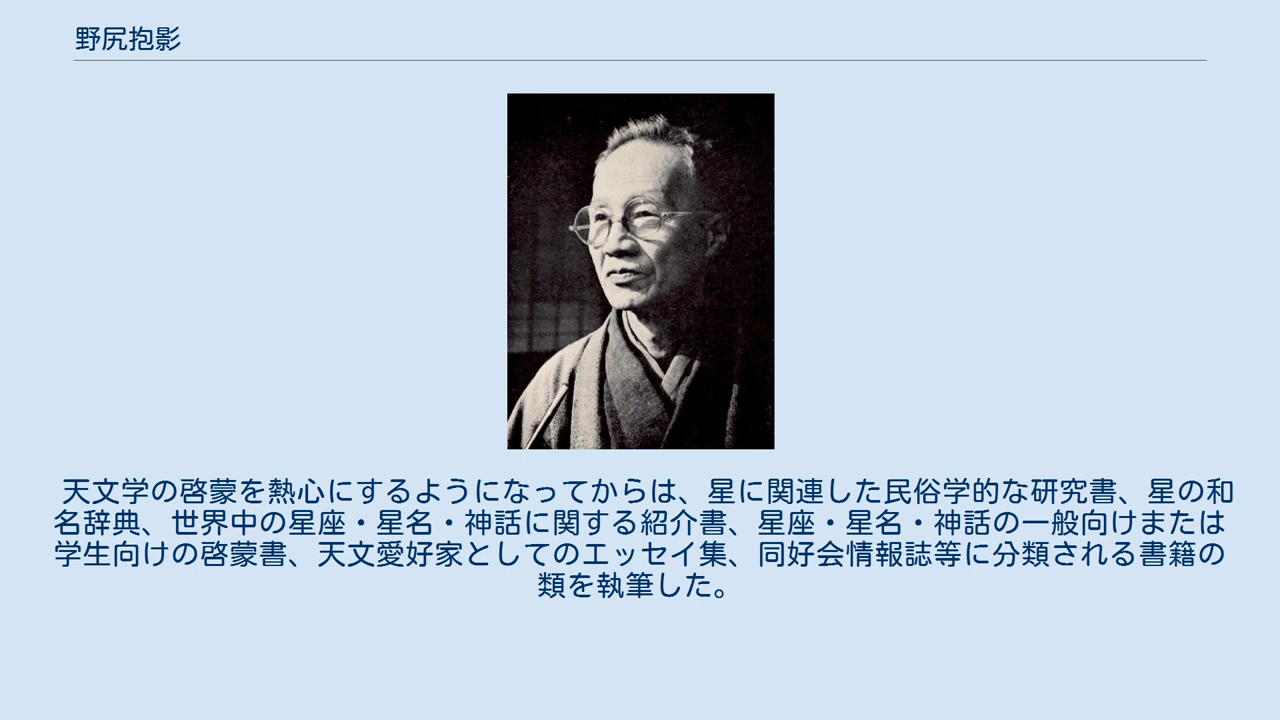 野尻抱影
天文学の啓蒙を熱心にするようになってからは、星に関連した民俗学的な研究書、星の和
名辞典、世界中の星座・星名・神話に関する紹介書、星座・星名・神話の一般向けまたは
学生向けの啓蒙書、天文愛好家としてのエッセイ集、同好会情報誌等に分類される書籍の
類を執筆した。